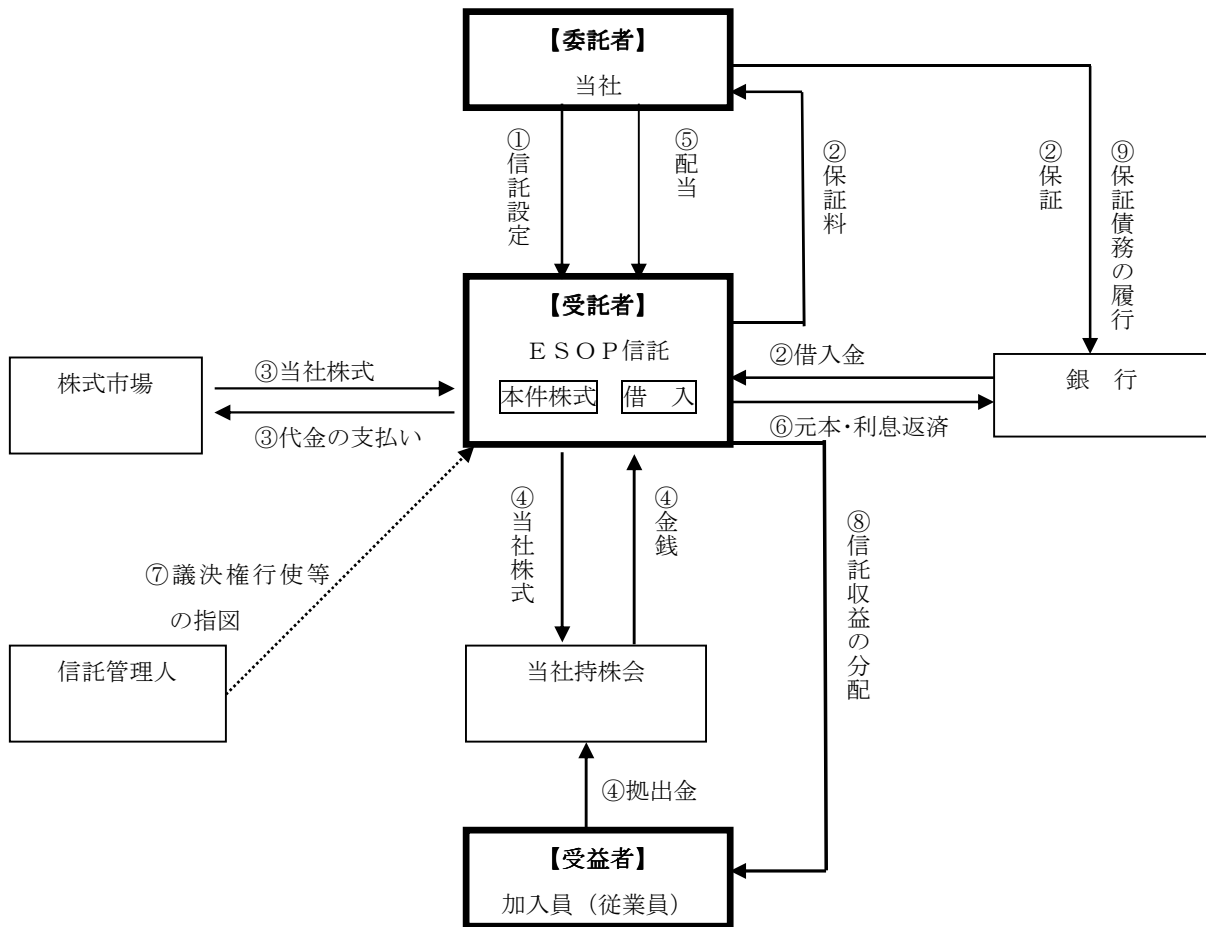 【委託者】
当社
①信託設定
⑤配当
②保証料
②保証
⑨保証債務の履行
【受託者】
ＥＳＯＰ信託
本件株式
借　入
株式市場
③当社株式
③代金の支払い
②借入金
⑥元本・利息返済
銀　行
④当社株式
④金銭
⑧信託収益の分配
⑦議決権行使等
の指図
信託管理人
当社持株会
④拠出金
【受益者】
加入員（従業員）